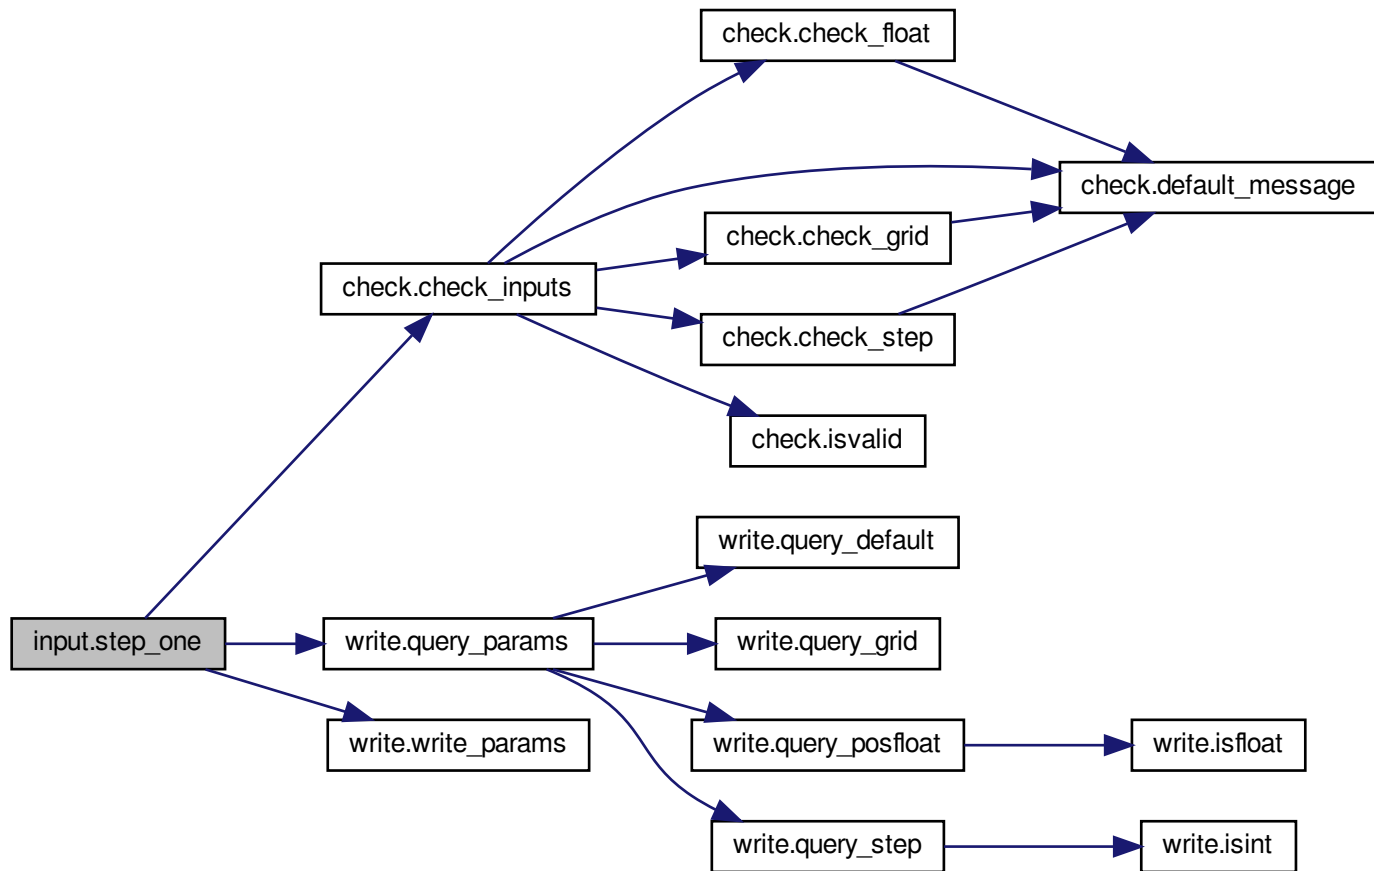 check.check_float
check.default_message
check.check_grid
check.check_inputs
check.check_step
check.isvalid
write.query_default
input.step_one
write.query_params
write.query_grid
write.write_params
write.query_posfloat
write.isfloat
write.query_step
write.isint